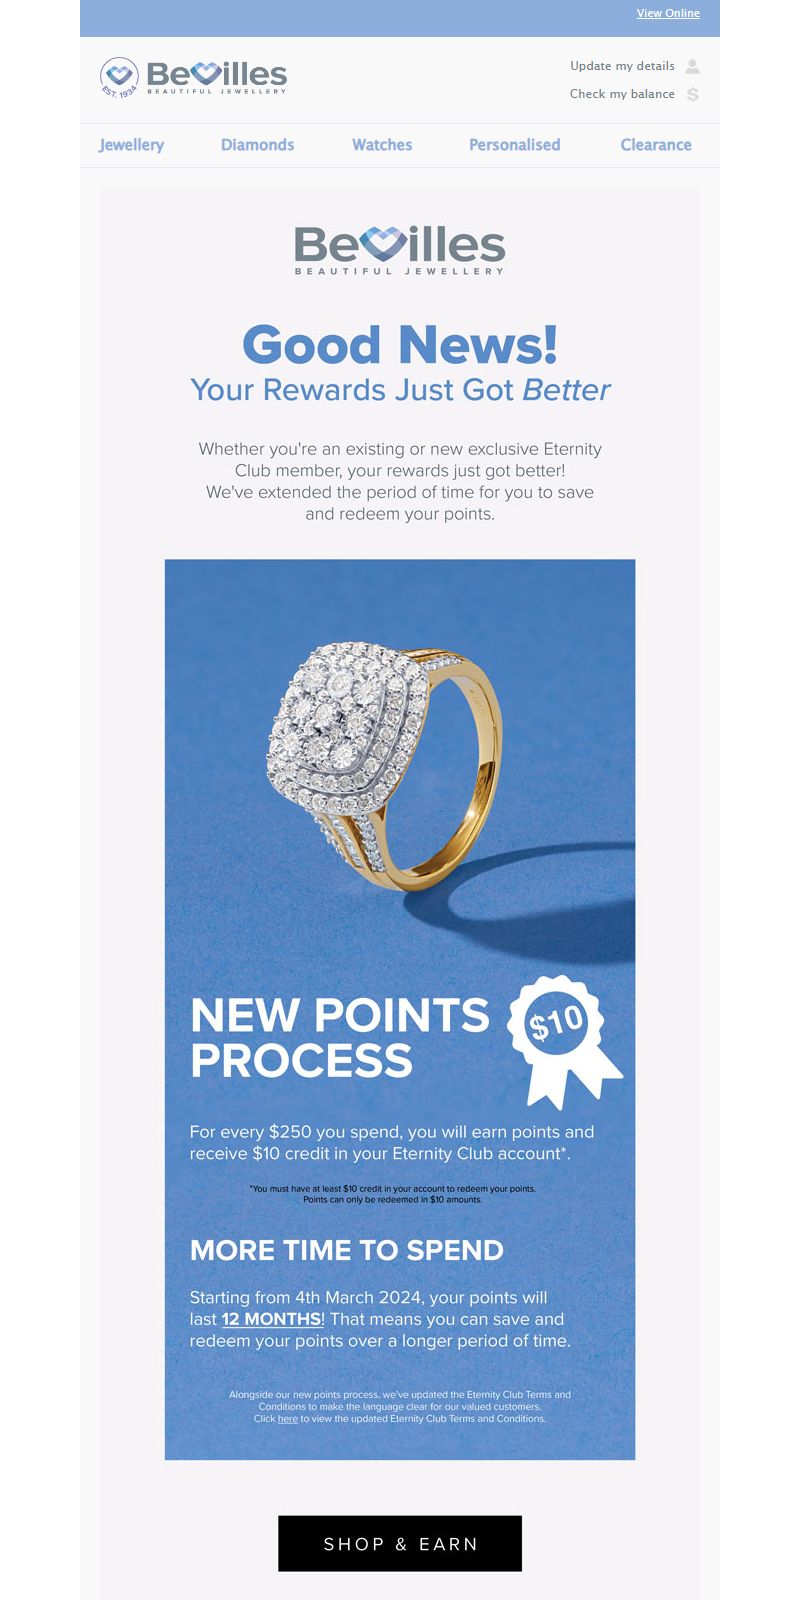 View Online
Bevilles
BEAUTIFUL JEWELLERY
EST. 1934
Update my details
Check my balance
$
Jewellery Diamonds Watches Personalised Clearance
Bevilles
BEAUTIFUL JEWELLERY
Good News!
Your Rewards Just Got Better
Whether you're an existing or new exclusive Eternity
Club member, your rewards just got better!
We've extended the period of time for you to save
and redeem your points.
NEW POINTS
PROCESS
$10
For every $250 you spend, you will earn points and
receive $10 credit in your Eternity Club account*.
*You must have at least $10 credit in your account to redeem your points.
Points can only be redeemed in $10 amounts.
MORE TIME TO SPEND
Starting from 4th March 2024, your points will
last 12 MONTHS! That means you can save and
redeem your points over a longer period of time.
Alongside our new points process, we've updated the Eternity Club Terms and
Conditions to make the language clear for our valued customers.
Click here to view the updated Eternity Club Terms and Conditions.
SHOP & EARN